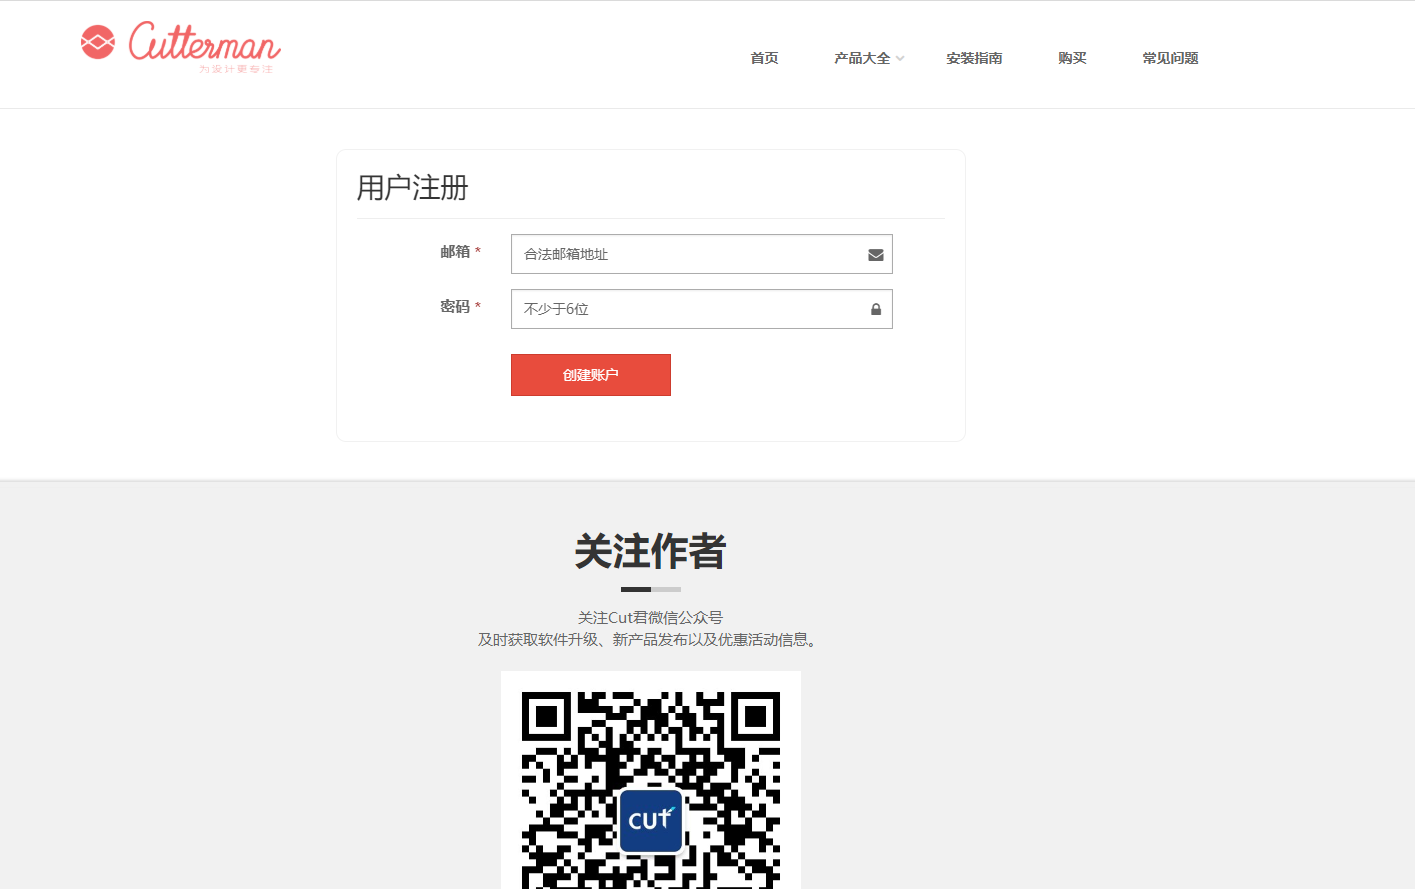 Cutterman
为设计更专注
首页 产品大全 安装指南 购买 常见问题
用户注册
邮箱 *
合法邮箱地址
密码 *
不少于6位
创建账户
关注作者
关注Cut君微信公众号
及时获取软件升级、新产品发布以及优惠活动信息。
cut